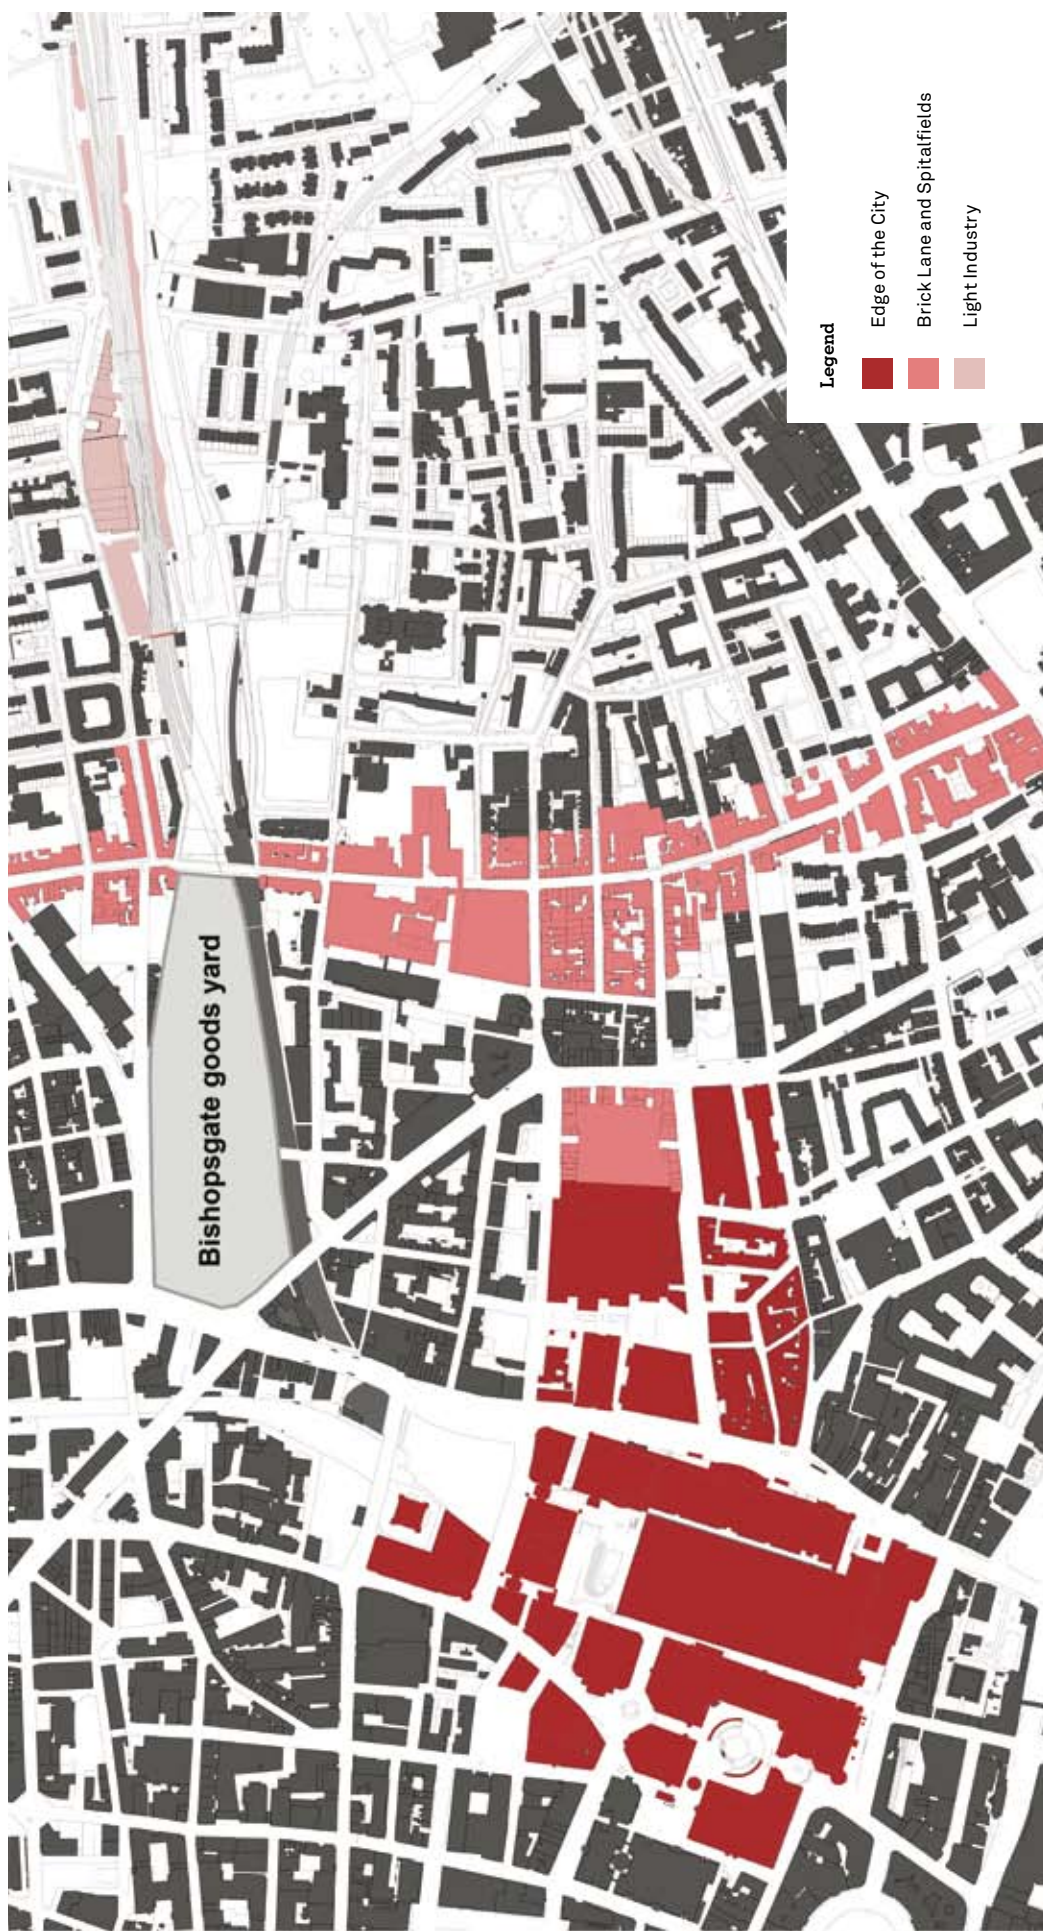 Bishopsgate goods yard
Legend
Edge of the City
Brick Lane and Spitalfields
Light Industry